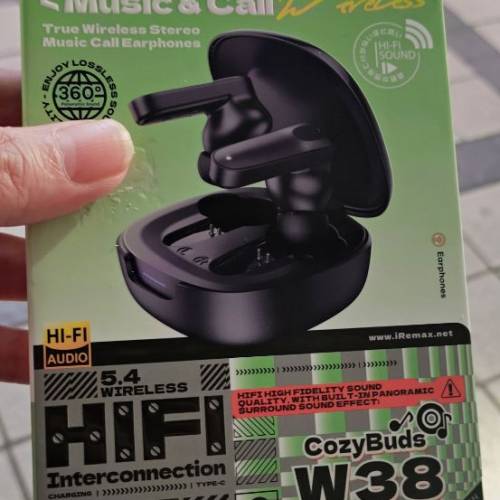 Music & Call
True Wireless Stereo
Music Call Earphones
ENJOY LOSSLESS
360°
HI-FI
SOUND
Earphones
HI-FI
AUDIO
www.iRemax.net
5.4
WIRELESS
HIFI
Interconnection
CHARGING
TYPE-C
HIFI HIGH FIDELITY SOUND
QUALITY, WITH BUILT-IN PANORAMIC
SURROUND SOUND EFFECT!
CozyBuds
W38